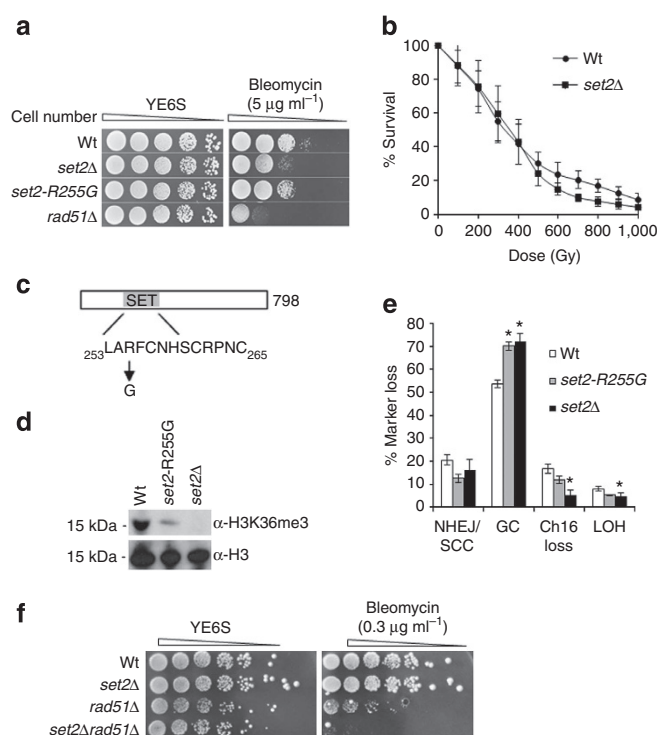 a
Cell number
YE6S
Bleomycin
(5 μg ml⁻¹)
Wt
set2Δ
set2-R255G
rad51Δ
b
% Survival
100
80
60
40
20
0
Wt
set2Δ
0 200 400 600 800 1,000
Dose (Gy)
c
SET
798
253LARFCNHSCRPNC265
G
d
Wt
set2-R255G
set2Δ
15 kDa -
α-H3K36me3
15 kDa -
α-H3
e
% Marker loss
80
70
60
50
40
30
20
10
0
Wt
set2-R255G
set2Δ
* *
* *
NHEJ/
SCC
GC
Ch16
loss
LOH
f
YE6S
Bleomycin
(0.3 μg ml⁻¹)
Wt
set2Δ
rad51Δ
set2Δrad51Δ